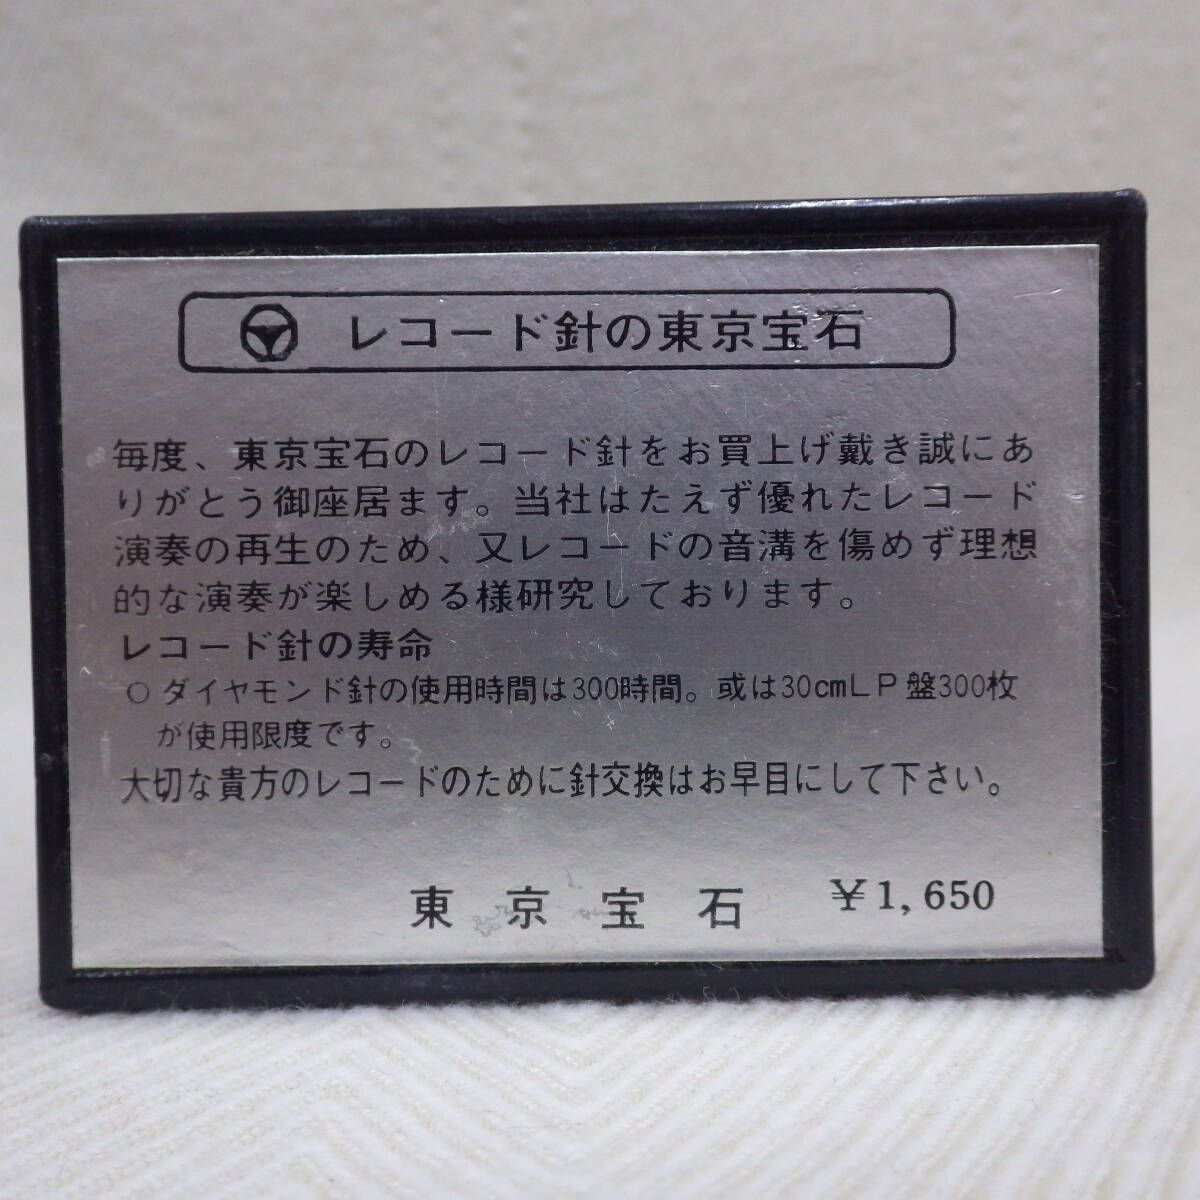 レコード針の東京宝石
毎度、東京宝石のレコード針をお買上げ戴き誠にあ
りがとう御座居ます。当社はたえず優れたレコード
演奏の再生のため、又レコードの音溝を傷めず理想
的な演奏が楽しめる様研究しております。
レコード針の寿命
○ ダイヤモンド針の使用時間は300時間。或は30cmLP盤300枚
が使用限度です。
大切な貴方のレコードのために針交換はお早目にして下さい。
東京宝石 ¥1,650